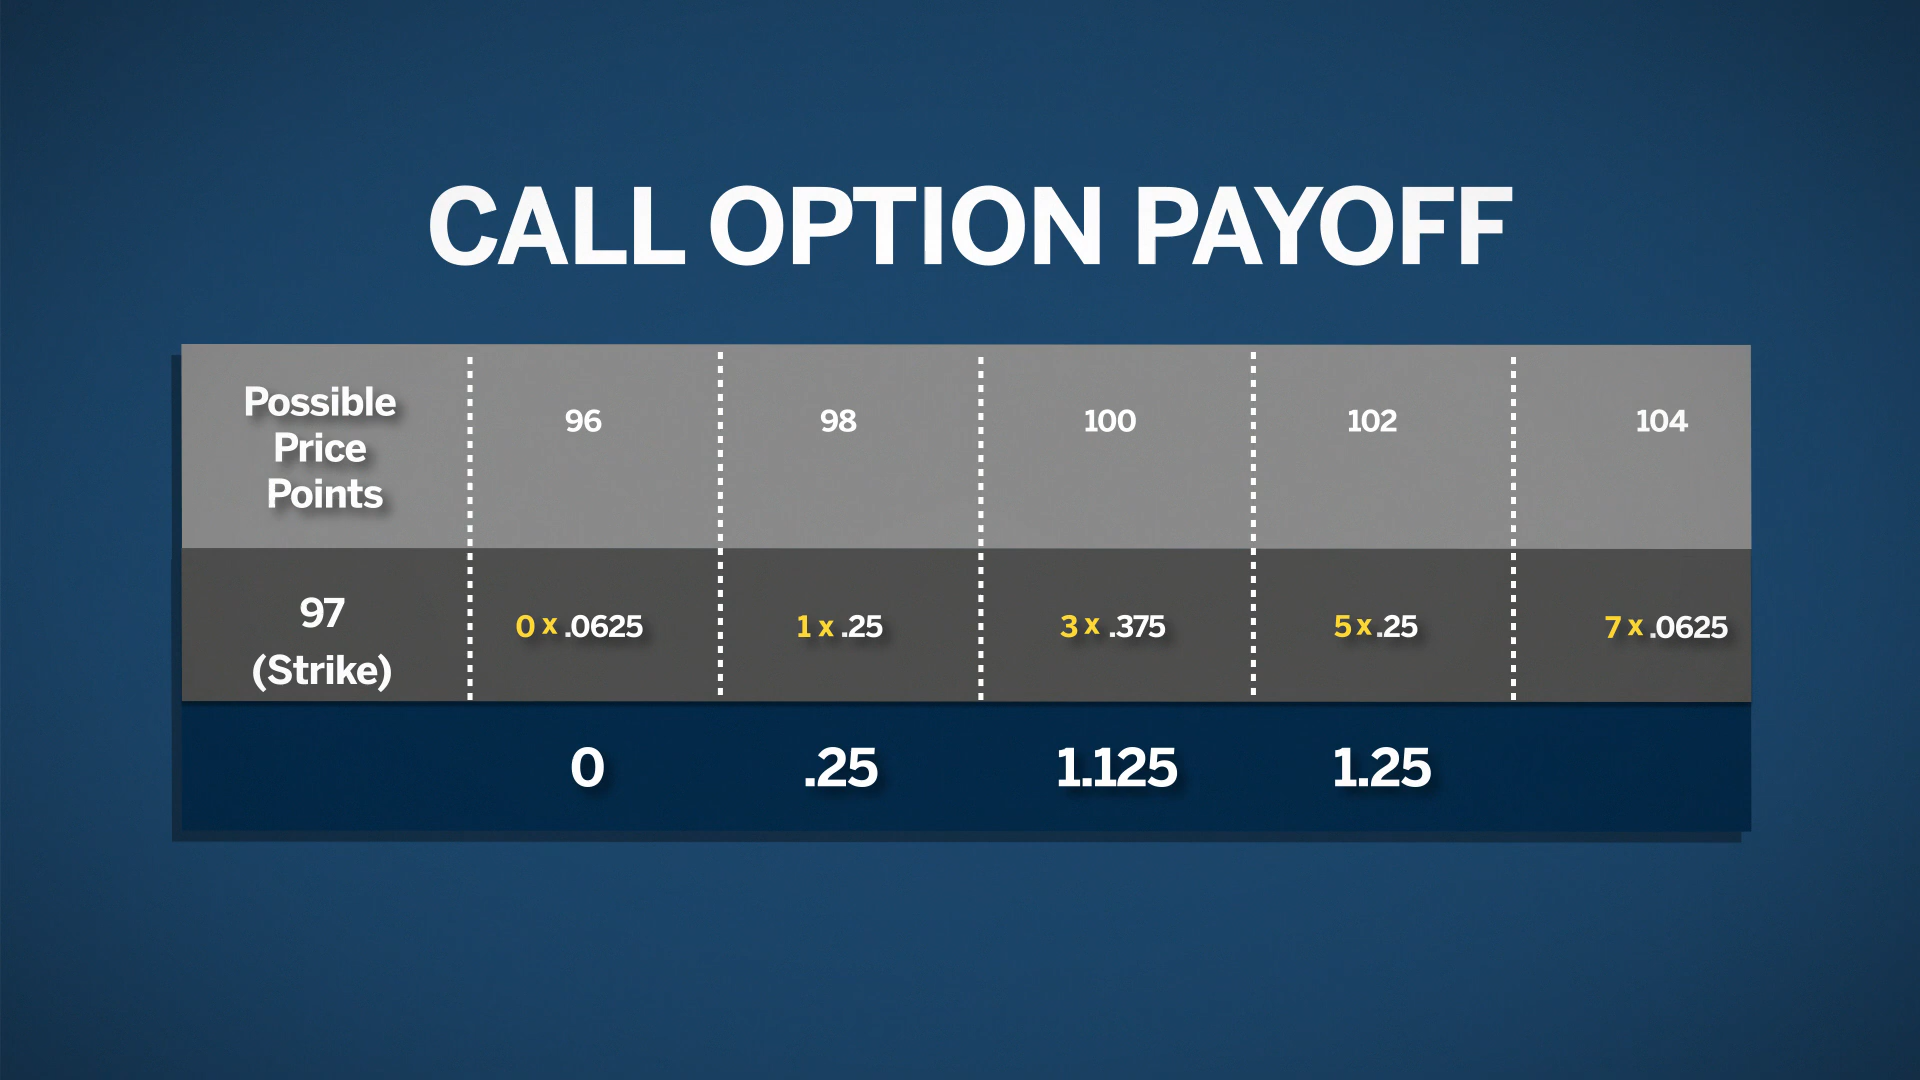 CALL OPTION PAYOFF
Possible
Price
Points
96
98
100
102
104
97
(Strike)
0 x .0625
1 x .25
3 x .375
5 x .25
7 x .0625
0
.25
1.125
1.25